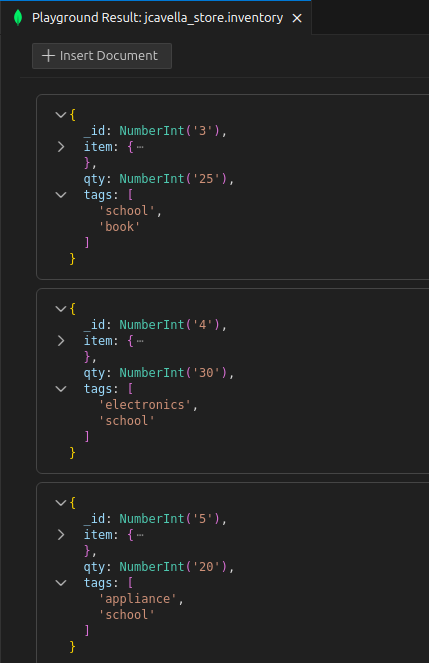 Playground Result: jcavella_store.inventory ×
+ Insert Document
{
_id: NumberInt('3'),
item: {⋯
},
qty: NumberInt('25'),
tags: [
'school',
'book'
]
}
{
_id: NumberInt('4'),
item: {⋯
},
qty: NumberInt('30'),
tags: [
'electronics',
'school'
]
}
{
_id: NumberInt('5'),
item: {⋯
},
qty: NumberInt('20'),
tags: [
'appliance',
'school'
]
}